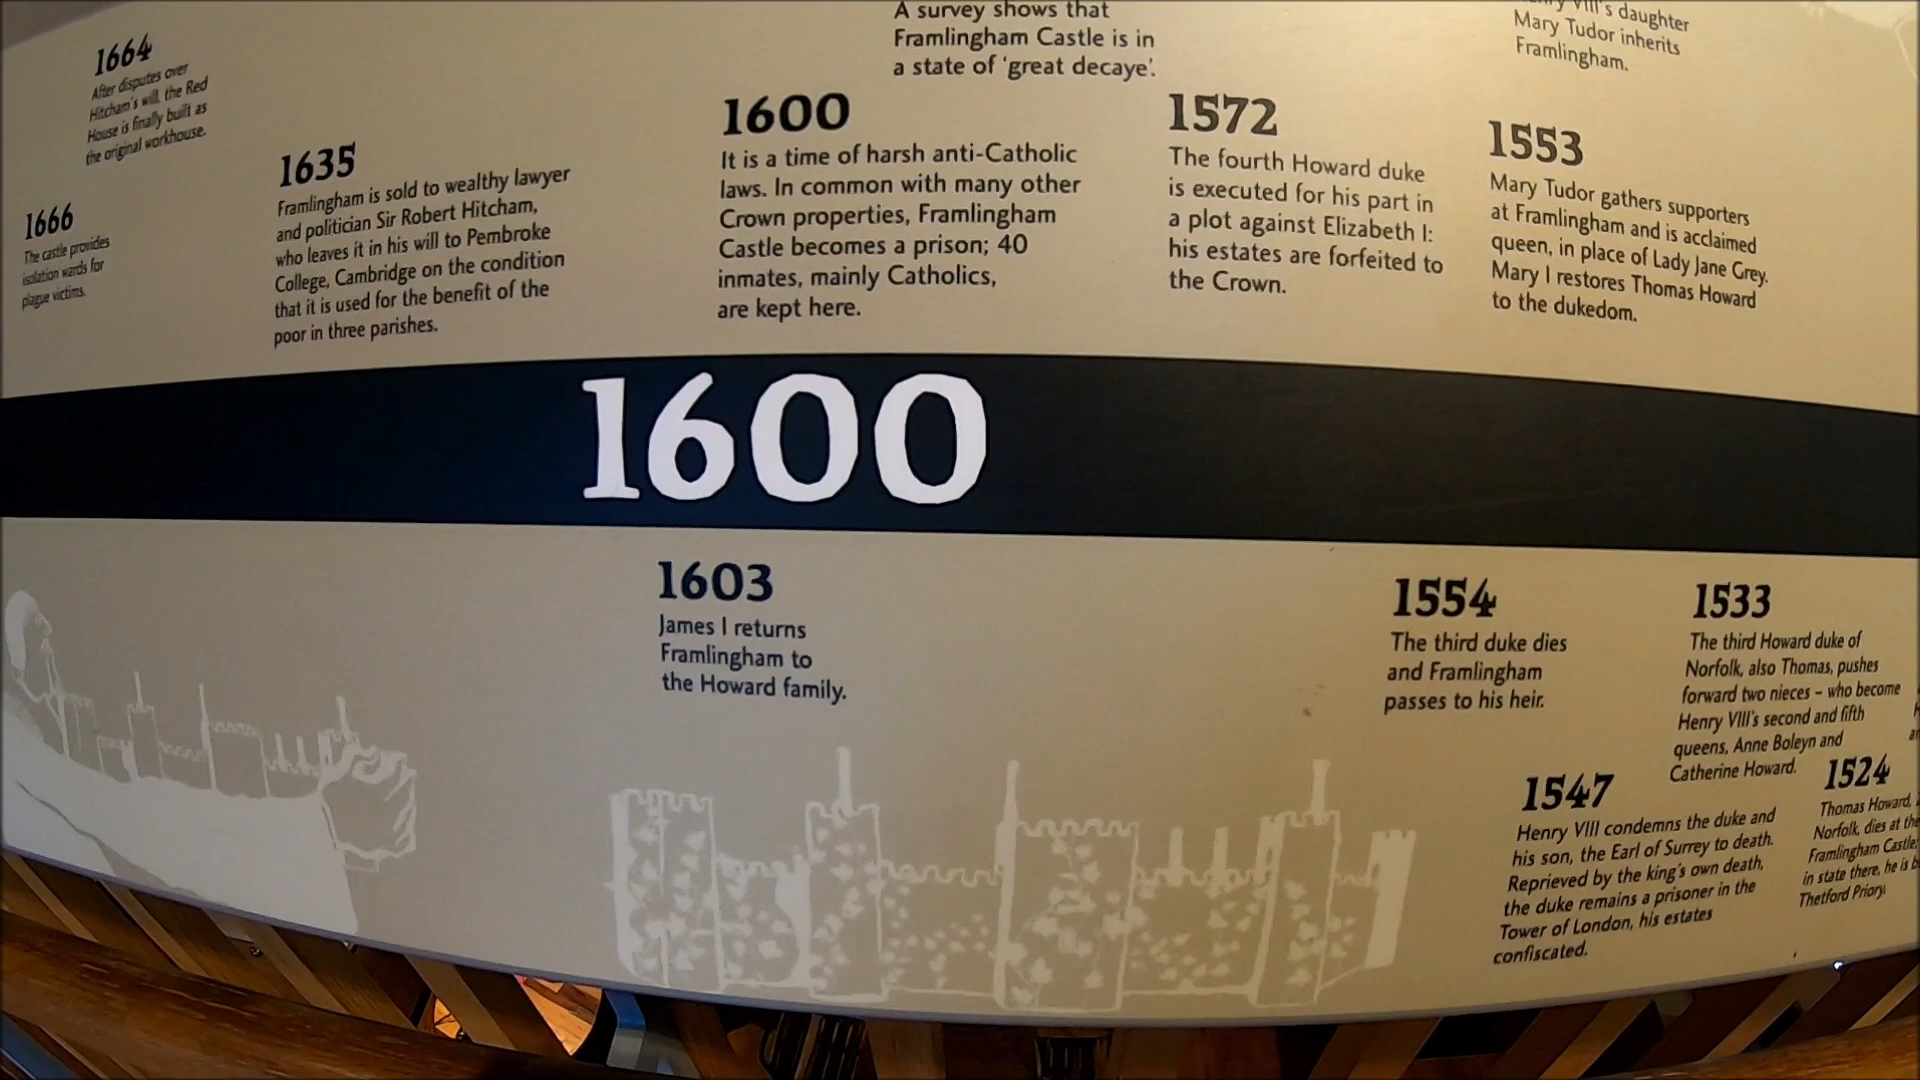 1664
After disputes over
Hitcham's will, the Red
House is finally built as
the original workhouse.
1666
The castle provides
isolation wards for
plague victims.
1635
Framlingham is sold to wealthy lawyer
and politician Sir Robert Hitcham,
who leaves it in his will to Pembroke
College, Cambridge on the condition
that it is used for the benefit of the
poor in three parishes.
A survey shows that
Framlingham Castle is in
a state of 'great decaye'.
1600
It is a time of harsh anti-Catholic
laws. In common with many other
Crown properties, Framlingham
Castle becomes a prison; 40
inmates, mainly Catholics,
are kept here.
1572
The fourth Howard duke
is executed for his part in
a plot against Elizabeth I:
his estates are forfeited to
the Crown.
VIII's daughter
Mary Tudor inherits
Framlingham.
1553
Mary Tudor gathers supporters
at Framlingham and is acclaimed
queen, in place of Lady Jane Grey.
Mary I restores Thomas Howard
to the dukedom.
1600
1603
James I returns
Framlingham to
the Howard family.
1554
The third duke dies
and Framlingham
passes to his heir.
1533
The third Howard duke of
Norfolk, also Thomas, pushes
forward two nieces – who become
Henry VIII's second and fifth
queens, Anne Boleyn and
Catherine Howard.
1547
Henry VIII condemns the duke and
his son, the Earl of Surrey to death.
Reprieved by the king's own death,
the duke remains a prisoner in the
Tower of London, his estates
confiscated.
1524
Thomas Howard,
Norfolk, dies at the
Framlingham Castle;
in state there, he is
Thetford Priory.